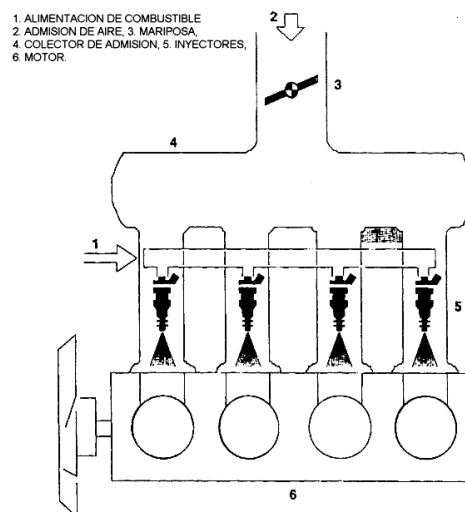 1. ALIMENTACION DE COMBUSTIBLE
2. ADMISION DE AIRE, 3. MARIPOSA,
4. COLECTOR DE ADMISION, 5. INYECTORES,
6. MOTOR.
2
3
4
1
5
6